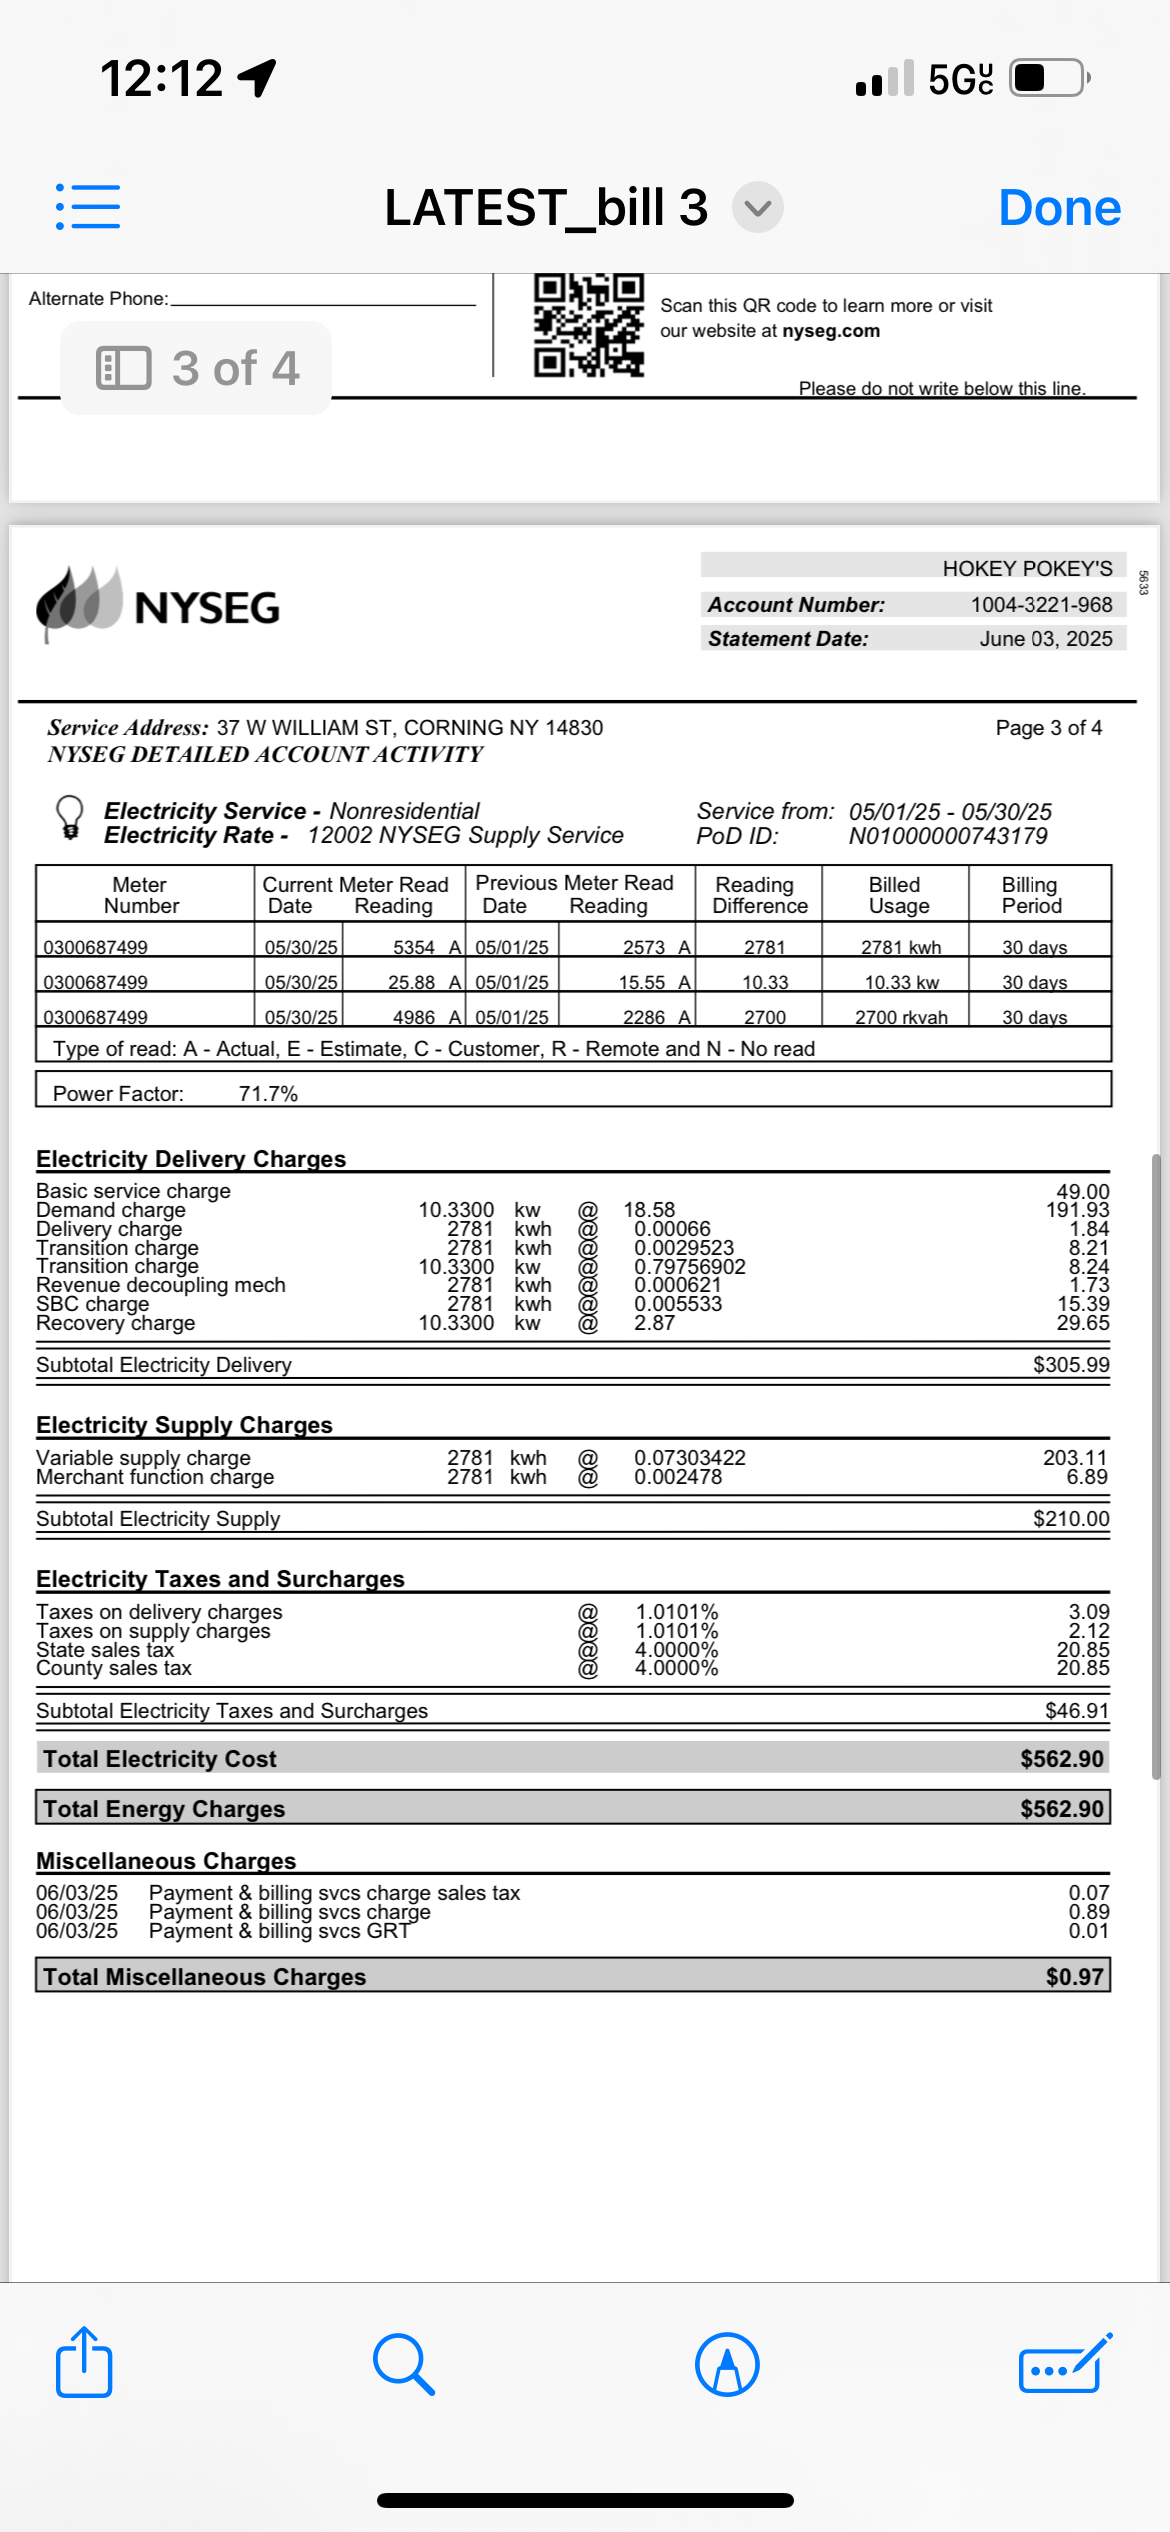 12:12
5G UC
LATEST_bill 3
Done
Alternate Phone:
Scan this QR code to learn more or visit
our website at nyseg.com
3 of 4
Please do not write below this line.
NYSEG
HOKEY POKEY'S
Account Number: 1004-3221-968
Statement Date: June 03, 2025
5633
Service Address: 37 W WILLIAM ST, CORNING NY 14830 Page 3 of 4
NYSEG DETAILED ACCOUNT ACTIVITY
Electricity Service - Nonresidential Service from: 05/01/25 - 05/30/25
Electricity Rate - 12002 NYSEG Supply Service PoD ID: N01000000743179
Meter Current Meter Read Previous Meter Read Reading Billed Billing
Number Date Reading Date Reading Difference Usage Period
0300687499 05/30/25 5354 A 05/01/25 2573 A 2781 2781 kwh 30 days
0300687499 05/30/25 25.88 A 05/01/25 15.55 A 10.33 10.33 kw 30 days
0300687499 05/30/25 4986 A 05/01/25 2286 A 2700 2700 rkvah 30 days
Type of read: A - Actual, E - Estimate, C - Customer, R - Remote and N - No read
Power Factor: 71.7%
Electricity Delivery Charges
Basic service charge 49.00
Demand charge 10.3300 kw @ 18.58 191.93
Delivery charge 2781 kwh @ 0.00066 1.84
Transition charge 2781 kwh @ 0.0029523 8.21
Transition charge 10.3300 kw @ 0.79756902 8.24
Revenue decoupling mech 2781 kwh @ 0.000621 1.73
SBC charge 2781 kwh @ 0.005533 15.39
Recovery charge 10.3300 kw @ 2.87 29.65
Subtotal Electricity Delivery $305.99
Electricity Supply Charges
Variable supply charge 2781 kwh @ 0.07303422 203.11
Merchant function charge 2781 kwh @ 0.002478 6.89
Subtotal Electricity Supply $210.00
Electricity Taxes and Surcharges
Taxes on delivery charges @ 1.0101% 3.09
Taxes on supply charges @ 1.0101% 2.12
State sales tax @ 4.0000% 20.85
County sales tax @ 4.0000% 20.85
Subtotal Electricity Taxes and Surcharges $46.91
Total Electricity Cost $562.90
Total Energy Charges $562.90
Miscellaneous Charges
06/03/25 Payment & billing svcs charge sales tax 0.07
06/03/25 Payment & billing svcs charge 0.89
06/03/25 Payment & billing svcs GRT 0.01
Total Miscellaneous Charges $0.97